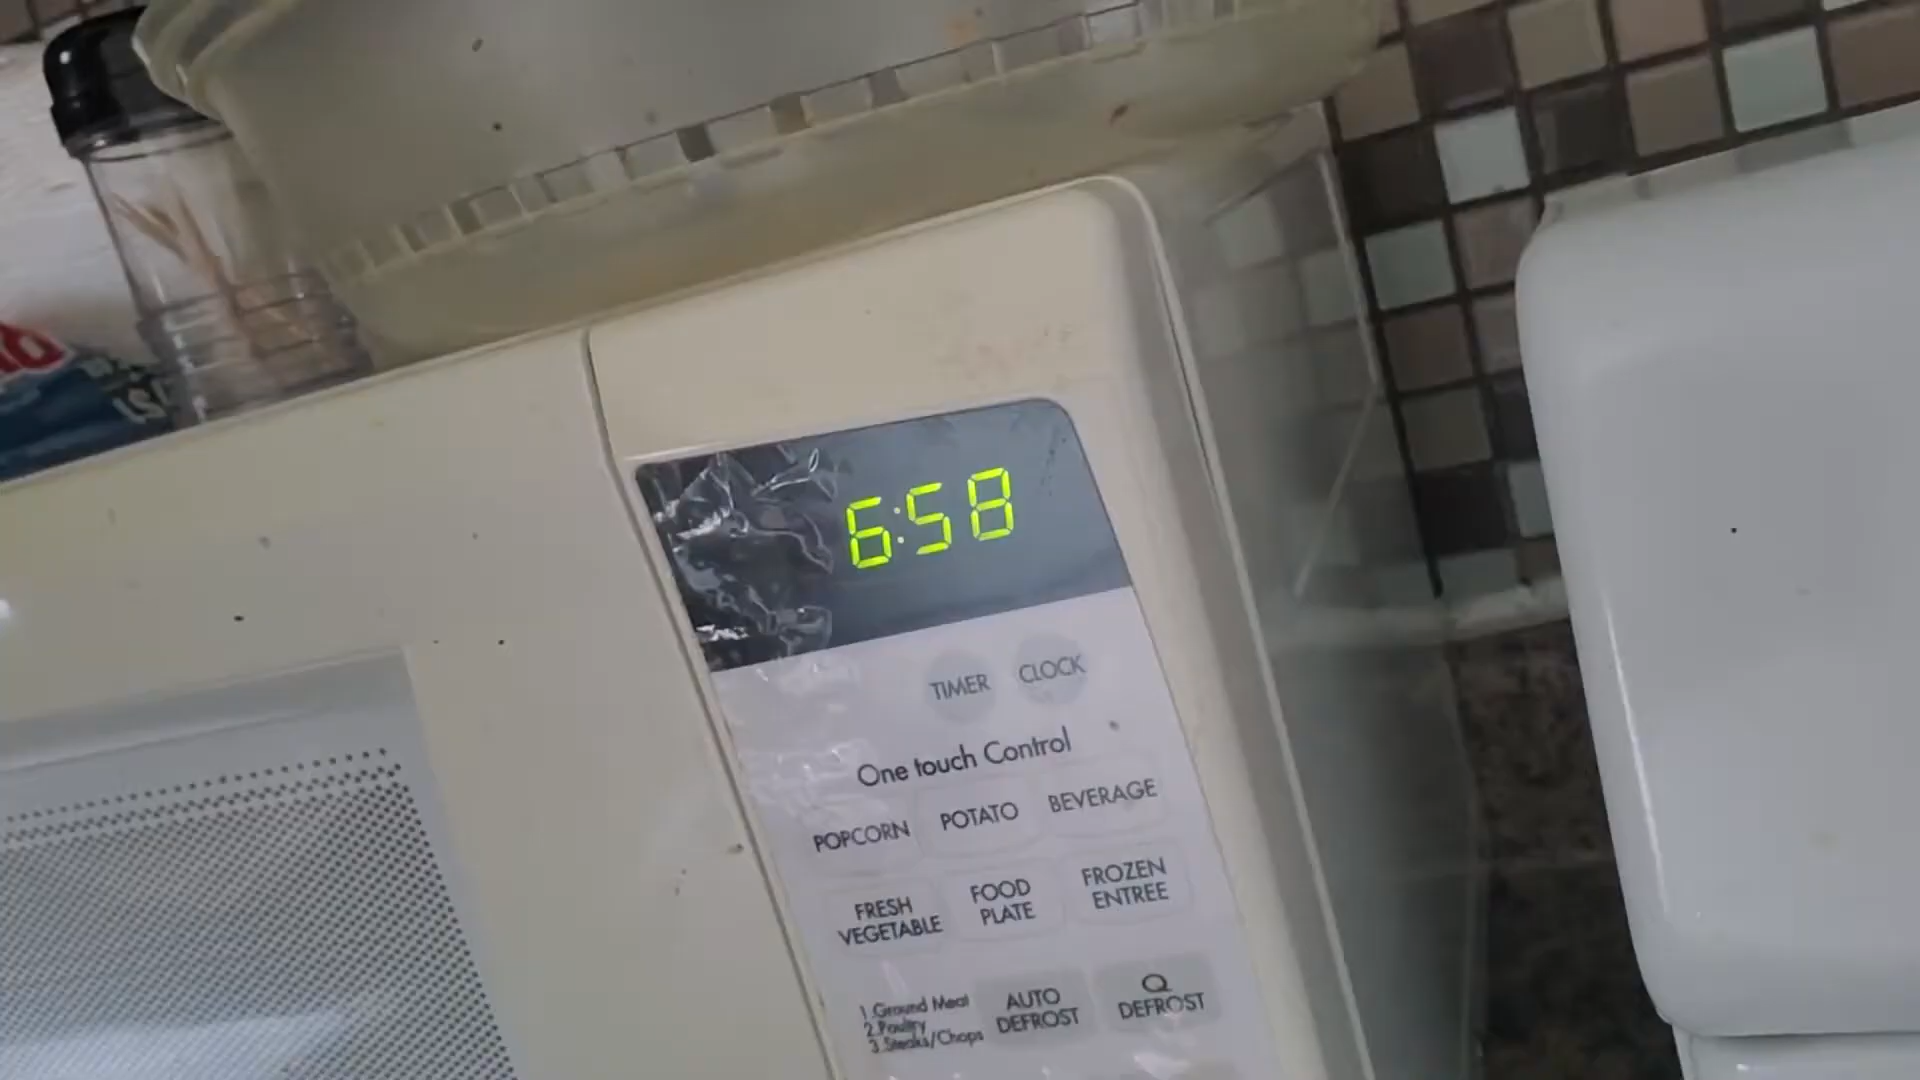 6:58
TIMER CLOCK
One touch Control
POPCORN POTATO BEVERAGE
FRESH
VEGETABLE
FOOD
PLATE
FROZEN
ENTREE
1.Ground Meat
2.Poultry
3.Steaks/Chops
AUTO
DEFROST
Q
DEFROST